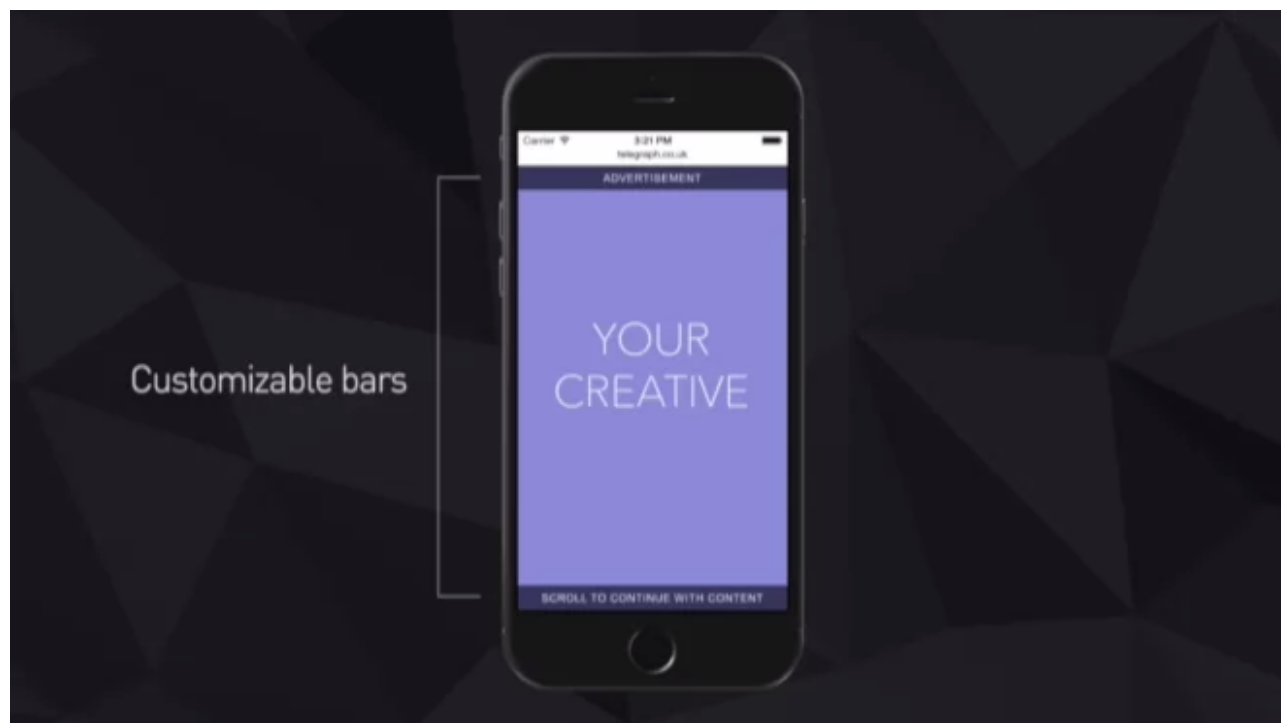 Carrier
3:21 PM
telegraph.co.uk
ADVERTISEMENT
YOUR
CREATIVE
Customizable bars
SCROLL TO CONTINUE WITH CONTENT